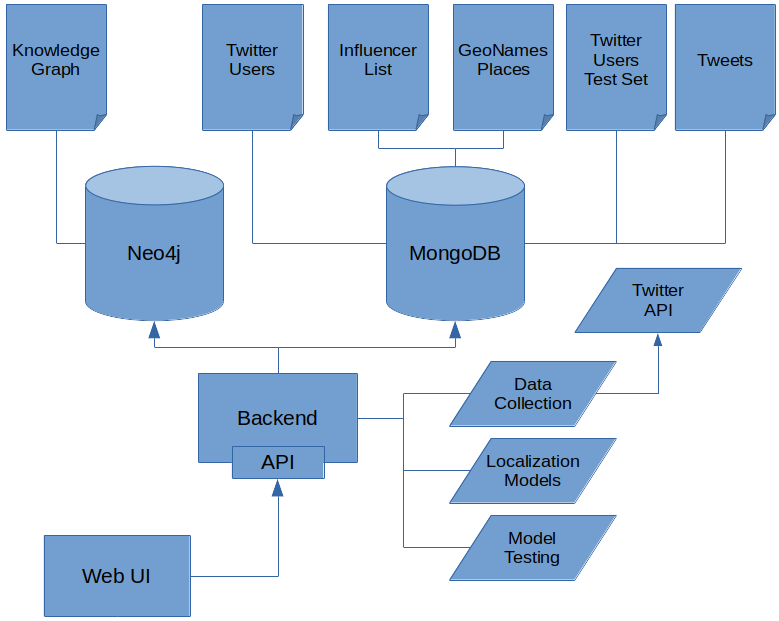 Knowledge
Graph
Twitter
Users
Influencer
List
GeoNames
Places
Twitter
Users
Test Set
Tweets
Neo4j
MongoDB
Twitter
API
Data
Collection
Backend
API
Localization
Models
Model
Testing
Web UI